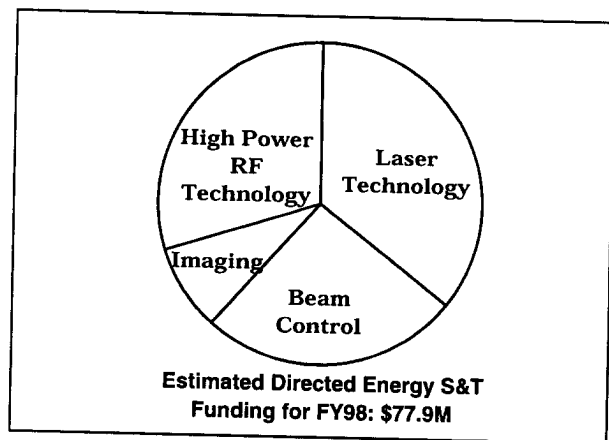 High Power
RF
Technology
Laser
Technology
Imaging
Beam
Control
Estimated Directed Energy S&T
Funding for FY98: $77.9M